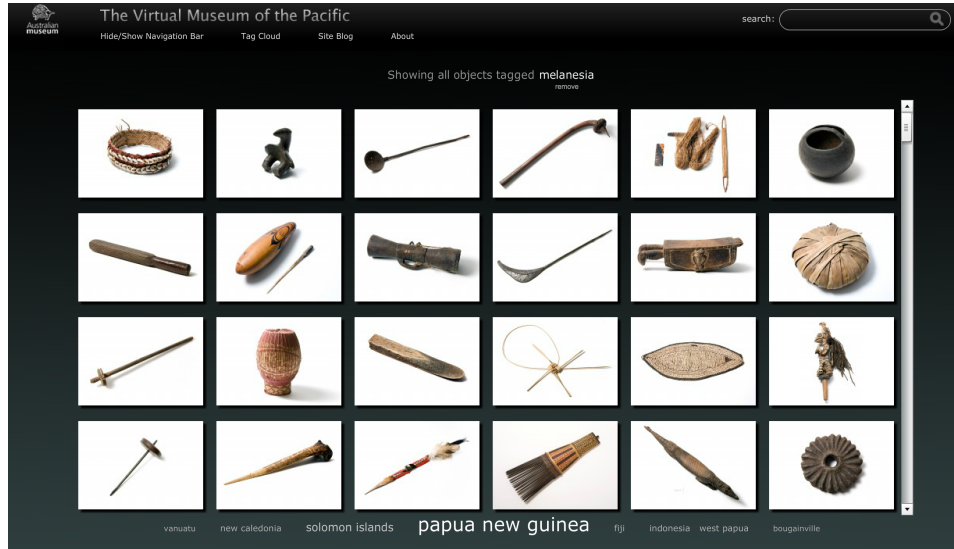 Australian
museum
The Virtual Museum of the Pacific
search:
Hide/Show Navigation Bar Tag Cloud Site Blog About
Showing all objects tagged melanesia
remove
vanuatu new caledonia solomon islands papua new guinea fiji indonesia west papua bougainville